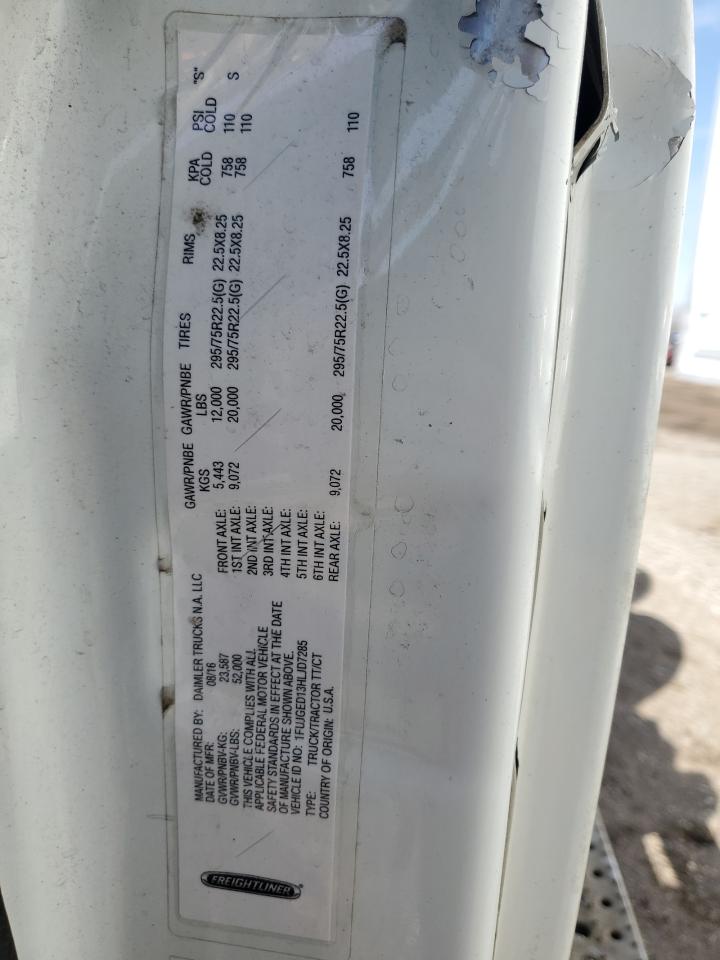 FREIGHTLINER
MANUFACTURED BY: DAIMLER TRUCKS N.A. LLC
DATE OF MFR: 08/16
GVWR/PNBV-KG: 23,587
GVWR/PNBV-LBS: 52,000
THIS VEHICLE COMPLIES WITH ALL
APPLICABLE FEDERAL MOTOR VEHICLE
SAFETY STANDARDS IN EFFECT AT THE DATE
OF MANUFACTURE SHOWN ABOVE.
VEHICLE ID NO: 1FUJGED13HLJD7285
TYPE: TRUCK/TRACTOR TT/CT
COUNTRY OF ORIGIN: U.S.A.
GAWR/PNBE GAWR/PNBE TIRES RIMS KPA PSI "S"
KGS LBS COLD COLD
FRONT AXLE: 5,443 12,000 295/75R22.5(G) 22.5X8.25 758 110 S
1ST INT AXLE: 9,072 20,000 295/75R22.5(G) 22.5X8.25 758 110
2ND INT AXLE:
3RD INT AXLE:
4TH INT AXLE:
5TH INT AXLE:
6TH INT AXLE:
REAR AXLE: 9,072 20,000 295/75R22.5(G) 22.5X8.25 758 110